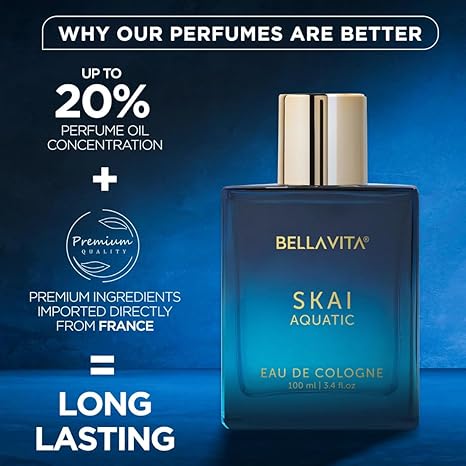 WHY OUR PERFUMES ARE BETTER
UP TO
20%
PERFUME OIL
CONCENTRATION
+
Premium
QUALITY
PREMIUM INGREDIENTS
IMPORTED DIRECTLY
FROM FRANCE
=
LONG
LASTING
BELLAVITA®
SKAI
AQUATIC
EAU DE COLOGNE
100 ml | 3.4 fl.oz